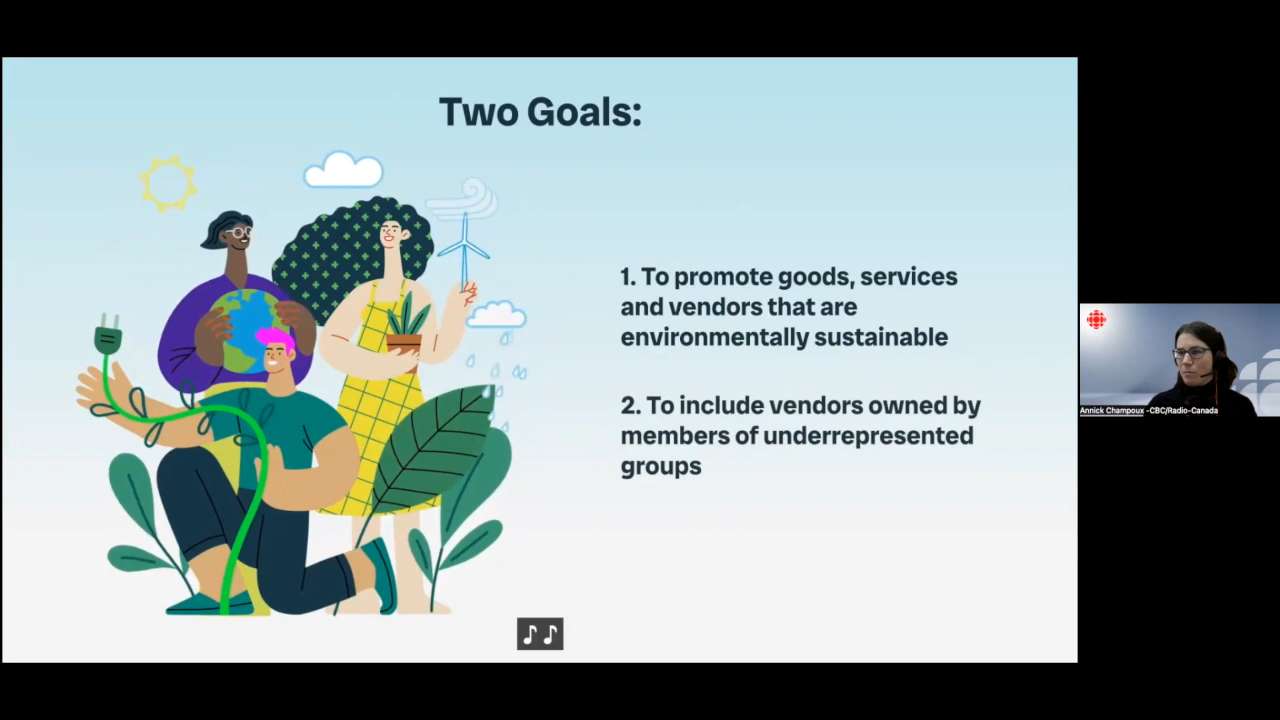 Two Goals:
1. To promote goods, services
and vendors that are
environmentally sustainable
2. To include vendors owned by
members of underrepresented
groups
♪ ♪
Annick Champoux -CBC/Radio-Canada